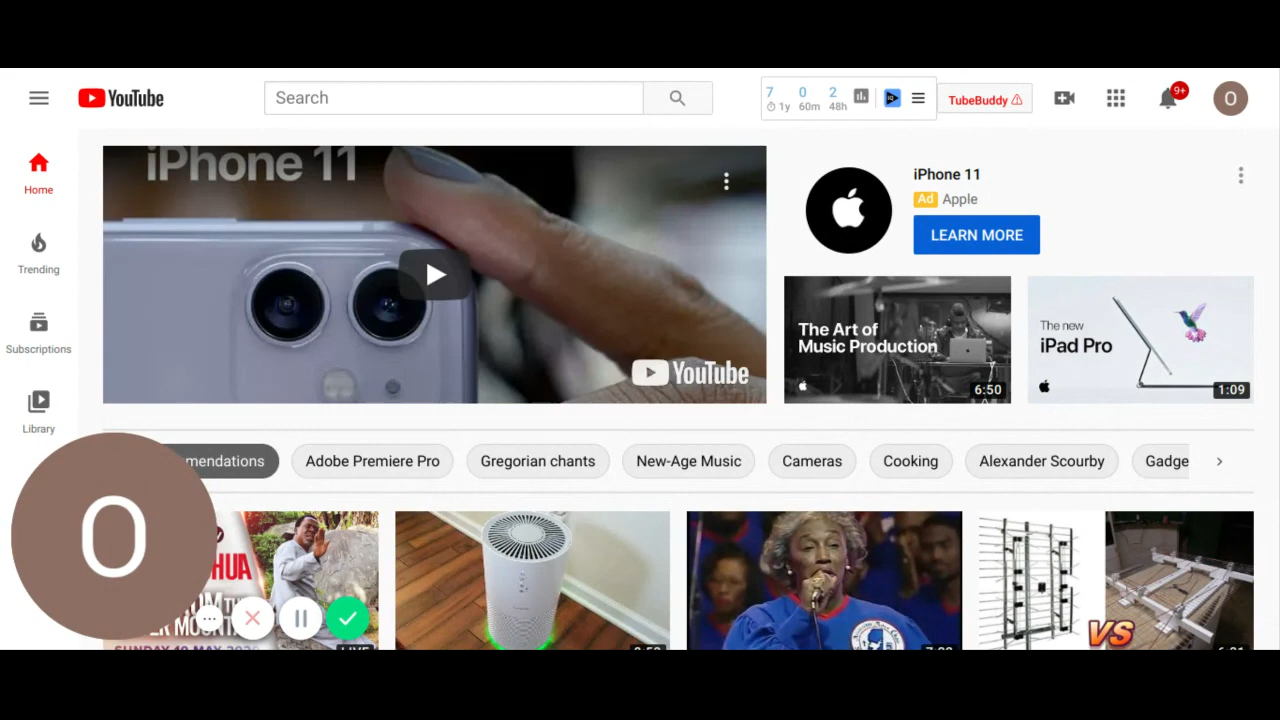 YouTube
Search
7 0 2
1y 60m 48h
TubeBuddy
9+
O
Home
Trending
Subscriptions
Library
iPhone 11
YouTube
iPhone 11
Ad Apple
LEARN MORE
The Art of
Music Production
6:50
The new
iPad Pro
1:09
mendations
Adobe Premiere Pro
Gregorian chants
New-Age Music
Cameras
Cooking
Alexander Scourby
Gadge
O
HUA
VS